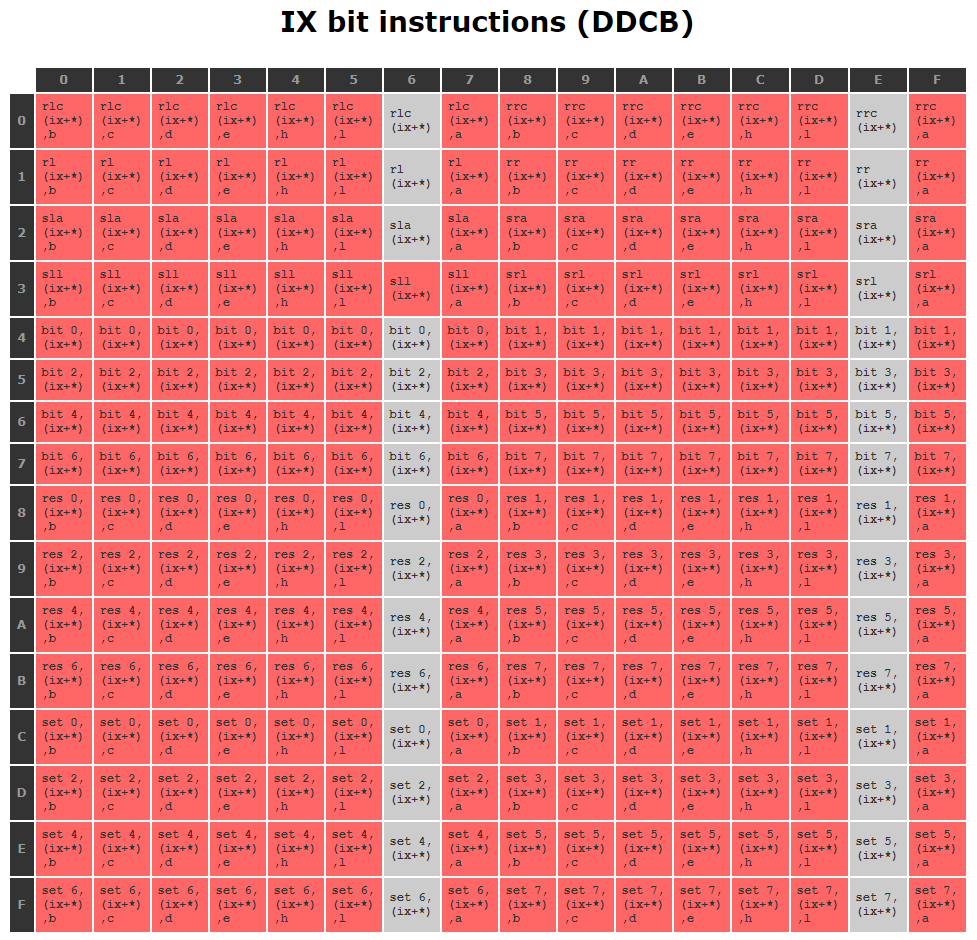 IX bit instructions (DDCB)
0 1 2 3 4 5 6 7 8 9 A B C D E F
0 rlc (ix+*) ,b rlc (ix+*) ,c rlc (ix+*) ,d rlc (ix+*) ,e rlc (ix+*) ,h rlc (ix+*) ,l rlc (ix+*) rlc (ix+*) ,a rrc (ix+*) ,b rrc (ix+*) ,c rrc (ix+*) ,d rrc (ix+*) ,e rrc (ix+*) ,h rrc (ix+*) ,l rrc (ix+*) rrc (ix+*) ,a
1 rl (ix+*) ,b rl (ix+*) ,c rl (ix+*) ,d rl (ix+*) ,e rl (ix+*) ,h rl (ix+*) ,l rl (ix+*) rl (ix+*) ,a rr (ix+*) ,b rr (ix+*) ,c rr (ix+*) ,d rr (ix+*) ,e rr (ix+*) ,h rr (ix+*) ,l rr (ix+*) rr (ix+*) ,a
2 sla (ix+*) ,b sla (ix+*) ,c sla (ix+*) ,d sla (ix+*) ,e sla (ix+*) ,h sla (ix+*) ,l sla (ix+*) sla (ix+*) ,a sra (ix+*) ,b sra (ix+*) ,c sra (ix+*) ,d sra (ix+*) ,e sra (ix+*) ,h sra (ix+*) ,l sra (ix+*) sra (ix+*) ,a
3 sll (ix+*) ,b sll (ix+*) ,c sll (ix+*) ,d sll (ix+*) ,e sll (ix+*) ,h sll (ix+*) ,l sll (ix+*) sll (ix+*) ,a srl (ix+*) ,b srl (ix+*) ,c srl (ix+*) ,d srl (ix+*) ,e srl (ix+*) ,h srl (ix+*) ,l srl (ix+*) srl (ix+*) ,a
4 bit 0, (ix+*) bit 0, (ix+*) bit 0, (ix+*) bit 0, (ix+*) bit 0, (ix+*) bit 0, (ix+*) bit 0, (ix+*) bit 0, (ix+*) bit 1, (ix+*) bit 1, (ix+*) bit 1, (ix+*) bit 1, (ix+*) bit 1, (ix+*) bit 1, (ix+*) bit 1, (ix+*) bit 1, (ix+*)
5 bit 2, (ix+*) bit 2, (ix+*) bit 2, (ix+*) bit 2, (ix+*) bit 2, (ix+*) bit 2, (ix+*) bit 2, (ix+*) bit 2, (ix+*) bit 3, (ix+*) bit 3, (ix+*) bit 3, (ix+*) bit 3, (ix+*) bit 3, (ix+*) bit 3, (ix+*) bit 3, (ix+*) bit 3, (ix+*)
6 bit 4, (ix+*) bit 4, (ix+*) bit 4, (ix+*) bit 4, (ix+*) bit 4, (ix+*) bit 4, (ix+*) bit 4, (ix+*) bit 4, (ix+*) bit 5, (ix+*) bit 5, (ix+*) bit 5, (ix+*) bit 5, (ix+*) bit 5, (ix+*) bit 5, (ix+*) bit 5, (ix+*) bit 5, (ix+*)
7 bit 6, (ix+*) bit 6, (ix+*) bit 6, (ix+*) bit 6, (ix+*) bit 6, (ix+*) bit 6, (ix+*) bit 6, (ix+*) bit 6, (ix+*) bit 7, (ix+*) bit 7, (ix+*) bit 7, (ix+*) bit 7, (ix+*) bit 7, (ix+*) bit 7, (ix+*) bit 7, (ix+*) bit 7, (ix+*)
8 res 0, (ix+*) ,b res 0, (ix+*) ,c res 0, (ix+*) ,d res 0, (ix+*) ,e res 0, (ix+*) ,h res 0, (ix+*) ,l res 0, (ix+*) res 0, (ix+*) ,a res 1, (ix+*) ,b res 1, (ix+*) ,c res 1, (ix+*) ,d res 1, (ix+*) ,e res 1, (ix+*) ,h res 1, (ix+*) ,l res 1, (ix+*) res 1, (ix+*) ,a
9 res 2, (ix+*) ,b res 2, (ix+*) ,c res 2, (ix+*) ,d res 2, (ix+*) ,e res 2, (ix+*) ,h res 2, (ix+*) ,l res 2, (ix+*) res 2, (ix+*) ,a res 3, (ix+*) ,b res 3, (ix+*) ,c res 3, (ix+*) ,d res 3, (ix+*) ,e res 3, (ix+*) ,h res 3, (ix+*) ,l res 3, (ix+*) res 3, (ix+*) ,a
A res 4, (ix+*) ,b res 4, (ix+*) ,c res 4, (ix+*) ,d res 4, (ix+*) ,e res 4, (ix+*) ,h res 4, (ix+*) ,l res 4, (ix+*) res 4, (ix+*) ,a res 5, (ix+*) ,b res 5, (ix+*) ,c res 5, (ix+*) ,d res 5, (ix+*) ,e res 5, (ix+*) ,h res 5, (ix+*) ,l res 5, (ix+*) res 5, (ix+*) ,a
B res 6, (ix+*) ,b res 6, (ix+*) ,c res 6, (ix+*) ,d res 6, (ix+*) ,e res 6, (ix+*) ,h res 6, (ix+*) ,l res 6, (ix+*) res 6, (ix+*) ,a res 7, (ix+*) ,b res 7, (ix+*) ,c res 7, (ix+*) ,d res 7, (ix+*) ,e res 7, (ix+*) ,h res 7, (ix+*) ,l res 7, (ix+*) res 7, (ix+*) ,a
C set 0, (ix+*) ,b set 0, (ix+*) ,c set 0, (ix+*) ,d set 0, (ix+*) ,e set 0, (ix+*) ,h set 0, (ix+*) ,l set 0, (ix+*) set 0, (ix+*) ,a set 1, (ix+*) ,b set 1, (ix+*) ,c set 1, (ix+*) ,d set 1, (ix+*) ,e set 1, (ix+*) ,h set 1, (ix+*) ,l set 1, (ix+*) set 1, (ix+*) ,a
D set 2, (ix+*) ,b set 2, (ix+*) ,c set 2, (ix+*) ,d set 2, (ix+*) ,e set 2, (ix+*) ,h set 2, (ix+*) ,l set 2, (ix+*) set 2, (ix+*) ,a set 3, (ix+*) ,b set 3, (ix+*) ,c set 3, (ix+*) ,d set 3, (ix+*) ,e set 3, (ix+*) ,h set 3, (ix+*) ,l set 3, (ix+*) set 3, (ix+*) ,a
E set 4, (ix+*) ,b set 4, (ix+*) ,c set 4, (ix+*) ,d set 4, (ix+*) ,e set 4, (ix+*) ,h set 4, (ix+*) ,l set 4, (ix+*) set 4, (ix+*) ,a set 5, (ix+*) ,b set 5, (ix+*) ,c set 5, (ix+*) ,d set 5, (ix+*) ,e set 5, (ix+*) ,h set 5, (ix+*) ,l set 5, (ix+*) set 5, (ix+*) ,a
F set 6, (ix+*) ,b set 6, (ix+*) ,c set 6, (ix+*) ,d set 6, (ix+*) ,e set 6, (ix+*) ,h set 6, (ix+*) ,l set 6, (ix+*) set 6, (ix+*) ,a set 7, (ix+*) ,b set 7, (ix+*) ,c set 7, (ix+*) ,d set 7, (ix+*) ,e set 7, (ix+*) ,h set 7, (ix+*) ,l set 7, (ix+*) set 7, (ix+*) ,a